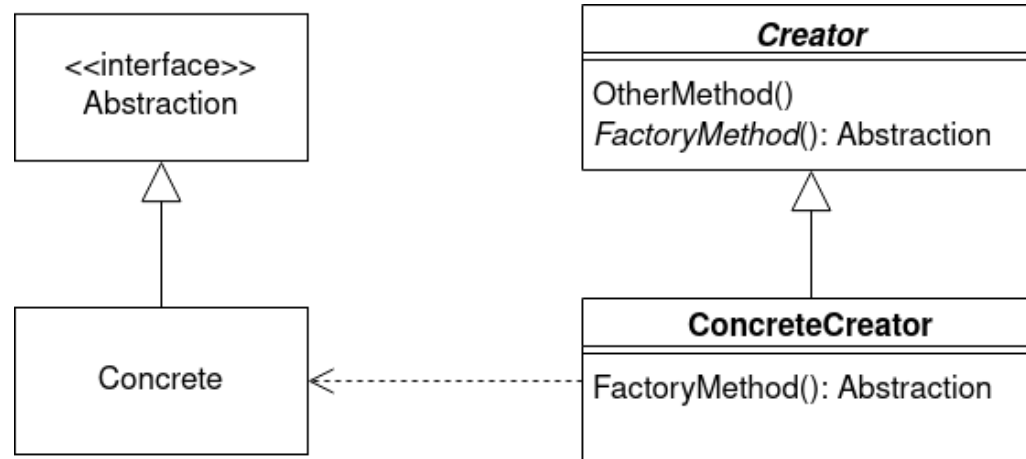 <<interface>>
Abstraction
Concrete
Creator
OtherMethod()
FactoryMethod(): Abstraction
ConcreteCreator
FactoryMethod(): Abstraction